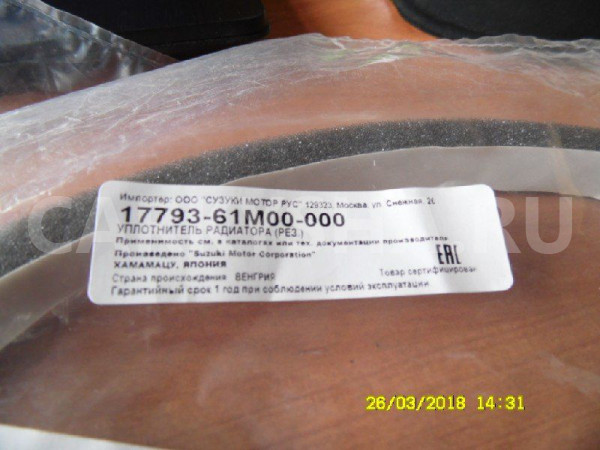 Импортер: ООО "СУЗУКИ МОТОР РУС" 129323, Москва, ул. Снежная, 26
17793-61M00-000
УПЛОТНИТЕЛЬ РАДИАТОРА (РЕЗ.)
Применимость см. в каталогах или тех. документации производителя
Произведено "Suzuki Motor Corporation"
ХАМАМАЦУ, ЯПОНИЯ
Страна происхождения ВЕНГРИЯ
Товар сертифицирован
Гарантийный срок 1 год при соблюдении условий эксплуатации
EAC
26/03/2018 14:31